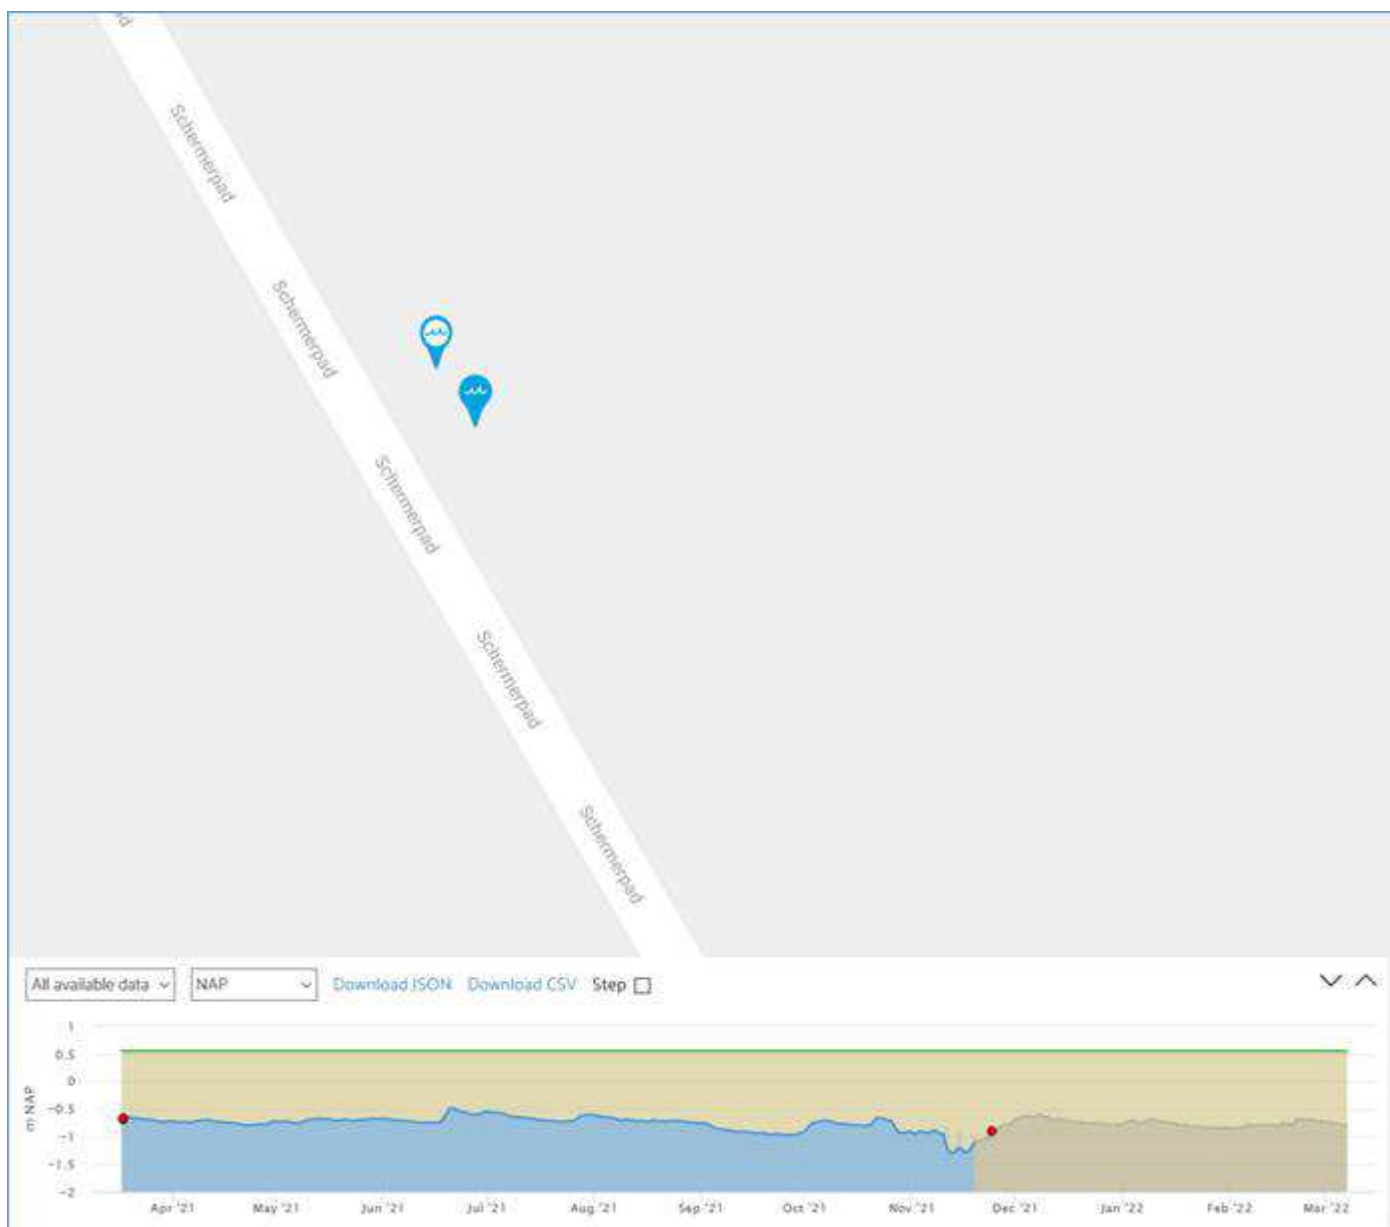 nd
Schermerpad
Schermerpad
Schermerpad
Schermerpad
Schermerpad
All available data NAP Download JSON Download CSV Step
1
0.5
0
−0.5
−1
−1.5
−2
m NAP
Apr '21 May '21 Jun '21 Jul '21 Aug '21 Sep '21 Oct '21 Nov '21 Dec '21 Jan '22 Feb '22 Mar '22